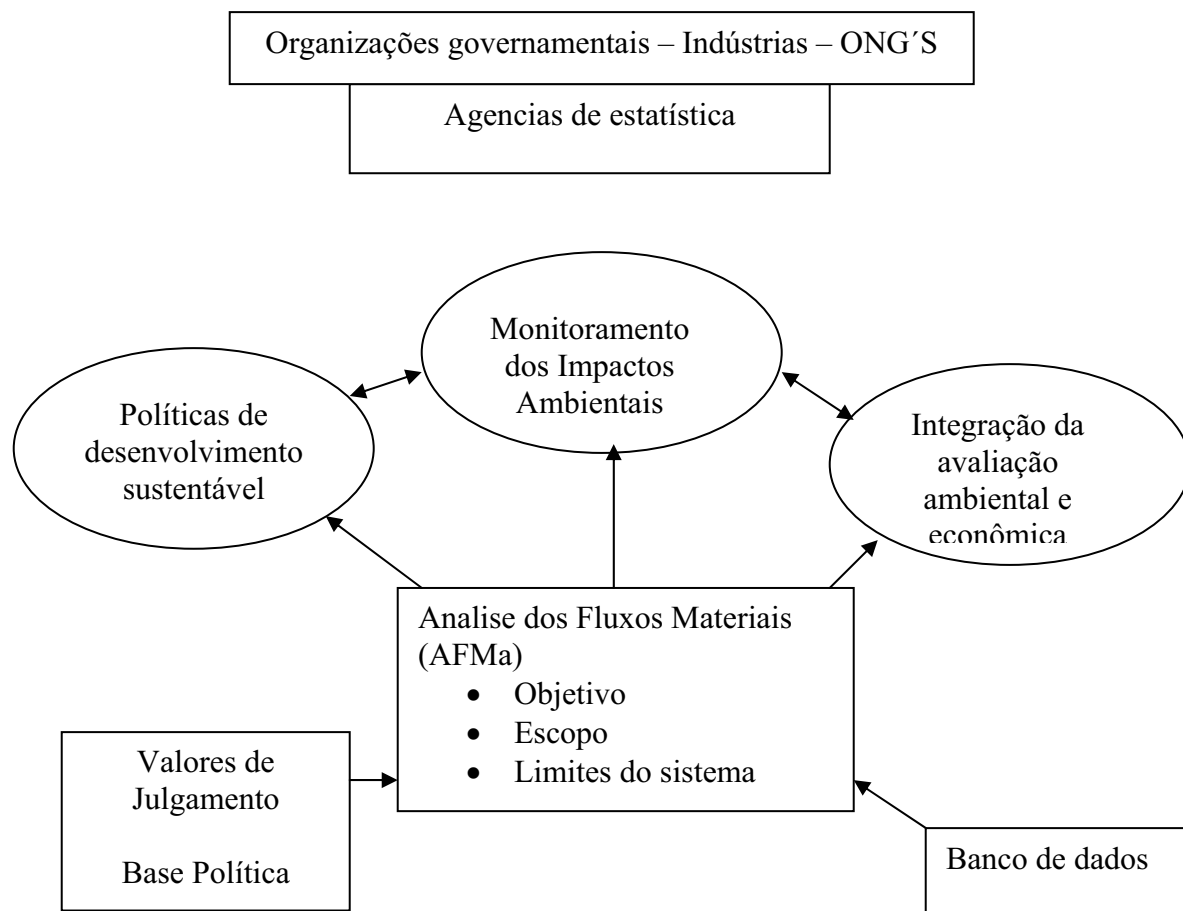 Organizações governamentais – Indústrias – ONG´S
Agencias de estatística
Monitoramento
dos Impactos
Ambientais
Políticas de
desenvolvimento
sustentável
Integração da
avaliação
ambiental e
econômica
Analise dos Fluxos Materiais
(AFMa)
• Objetivo
• Escopo
• Limites do sistema
Valores de
Julgamento
Base Política
Banco de dados